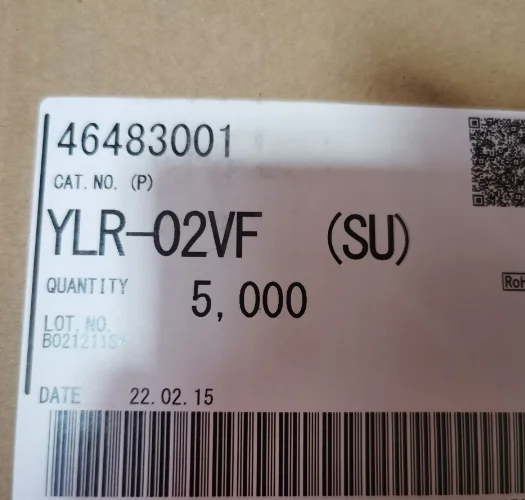 46483001
CAT. NO. (P)
YLR-02VF (SU)
QUANTITY 5,000
LOT. NO.
DATE 22.02.15